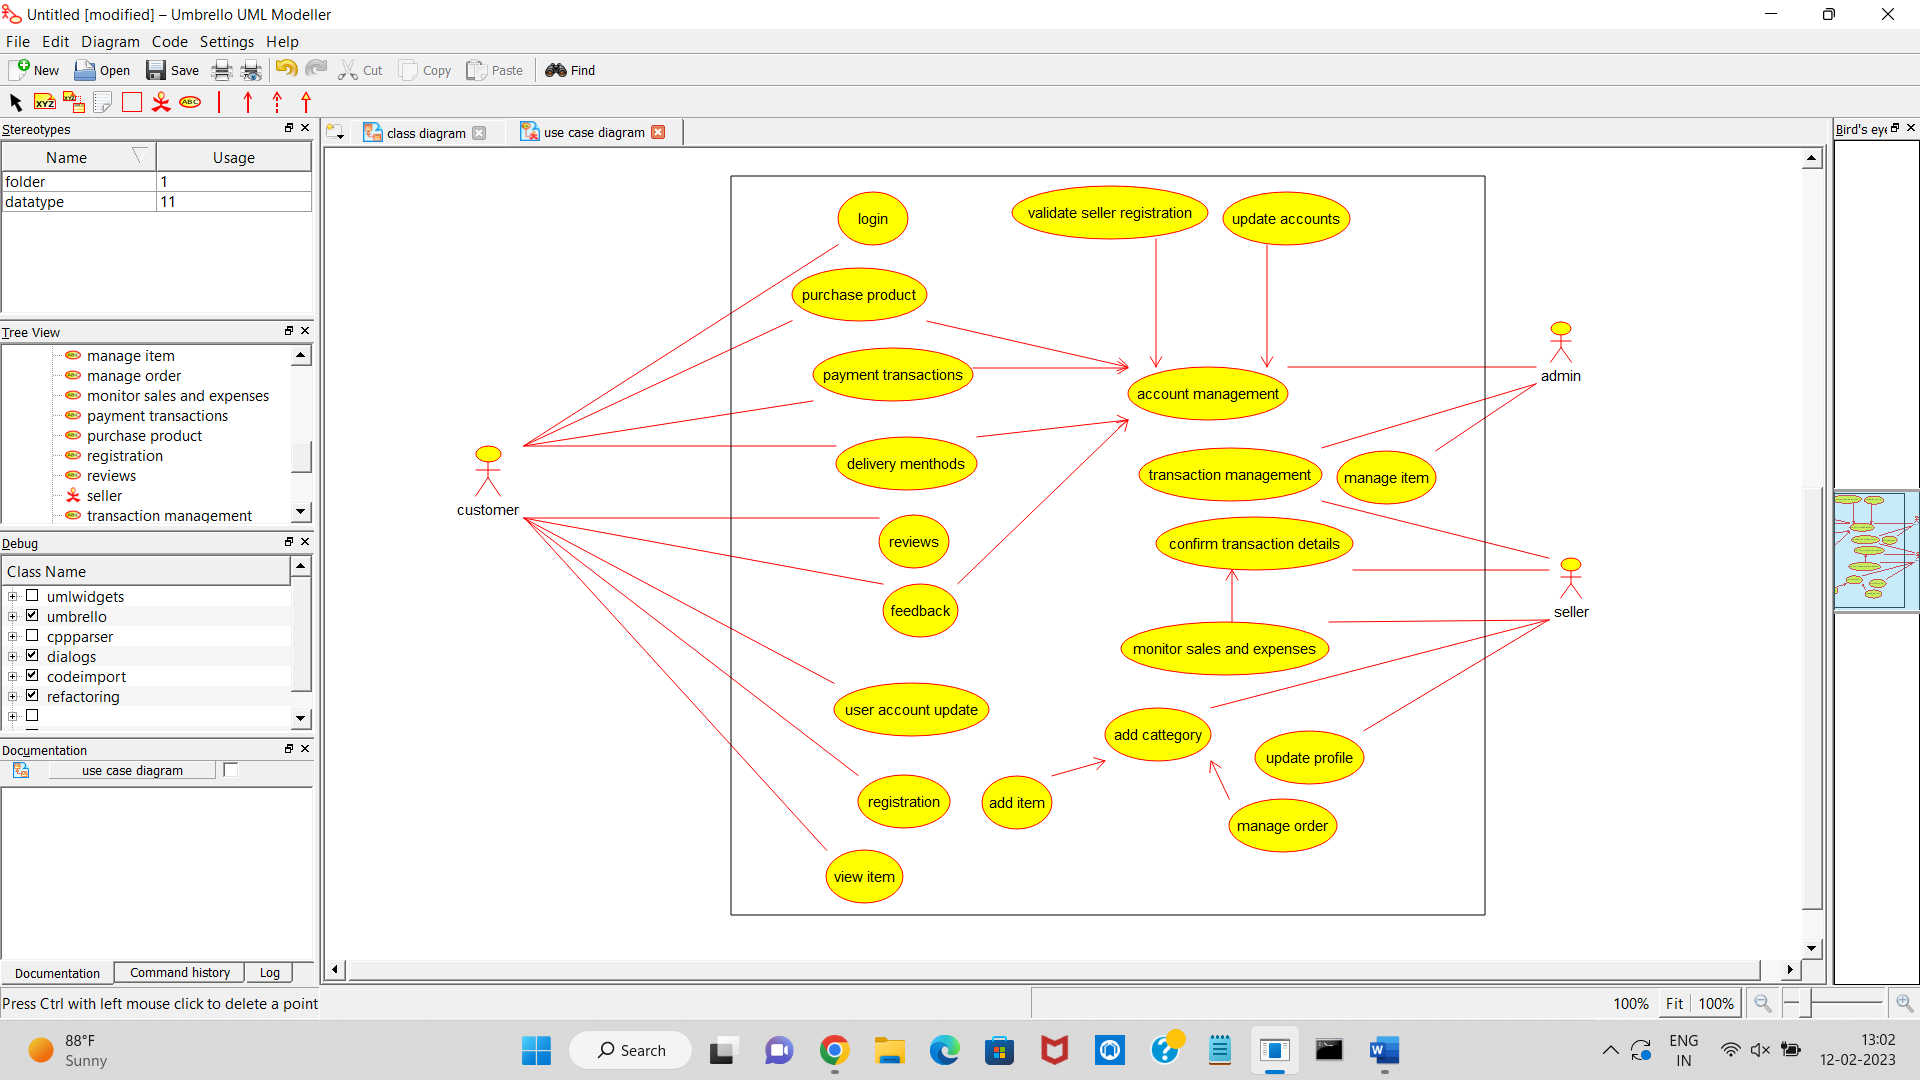 Untitled [modified] – Umbrello UML Modeller
File Edit Diagram Code Settings Help
New Open Save Cut Copy Paste Find
XYZ XYZ ABC
Stereotypes
Name Usage
folder 1
datatype 11
Tree View
manage item
manage order
monitor sales and expenses
payment transactions
purchase product
registration
reviews
seller
transaction management
Debug
Class Name
umlwidgets
umbrello
cppparser
dialogs
codeimport
refactoring
Documentation
use case diagram
Documentation Command history Log
Press Ctrl with left mouse click to delete a point
class diagram use case diagram
login
validate seller registration
update accounts
purchase product
payment transactions
account management
admin
delivery menthods
transaction management
manage item
customer
reviews
confirm transaction details
feedback
seller
monitor sales and expenses
user account update
add cattegory
update profile
registration
add item
manage order
view item
Bird's eye
100% Fit 100%
88°F
Sunny
Search
ENG
IN
13:02
12-02-2023